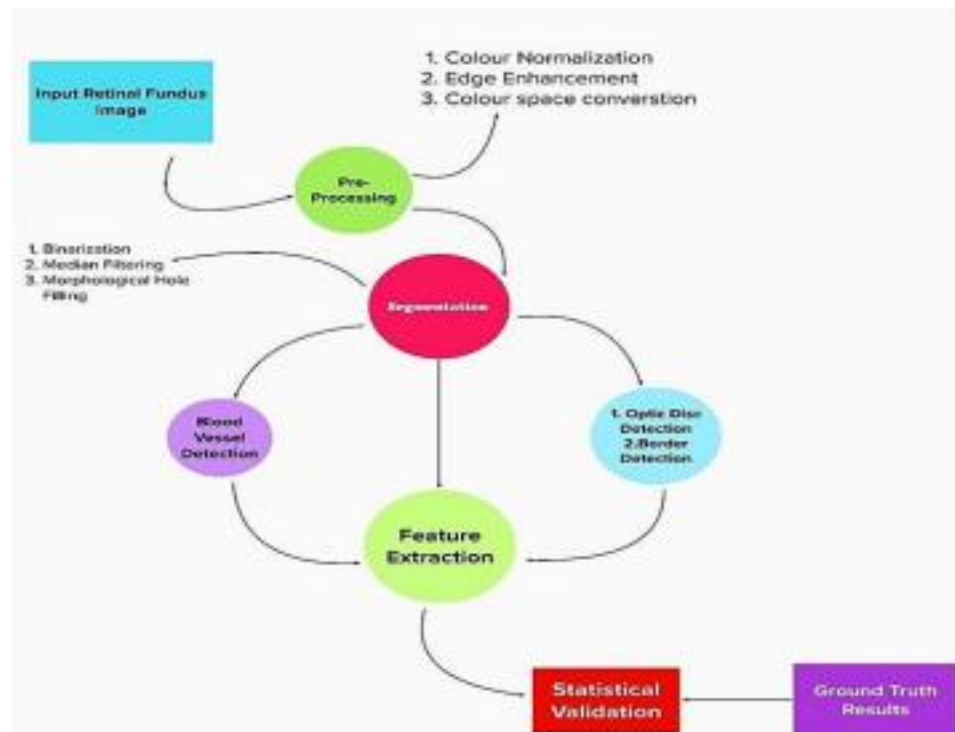 Input Retinal Fundus
Image
1. Colour Normalization
2. Edge Enhancement
3. Colour space converstion
Pre-
Processing
1. Binarization
2. Median Filtering
3. Morphological Hole
Filling
Segmentation
Blood
Vessel
Detection
1. Optic Disc
Detection
2.Border
Detection
Feature
Extraction
Statistical
Validation
Ground Truth
Results